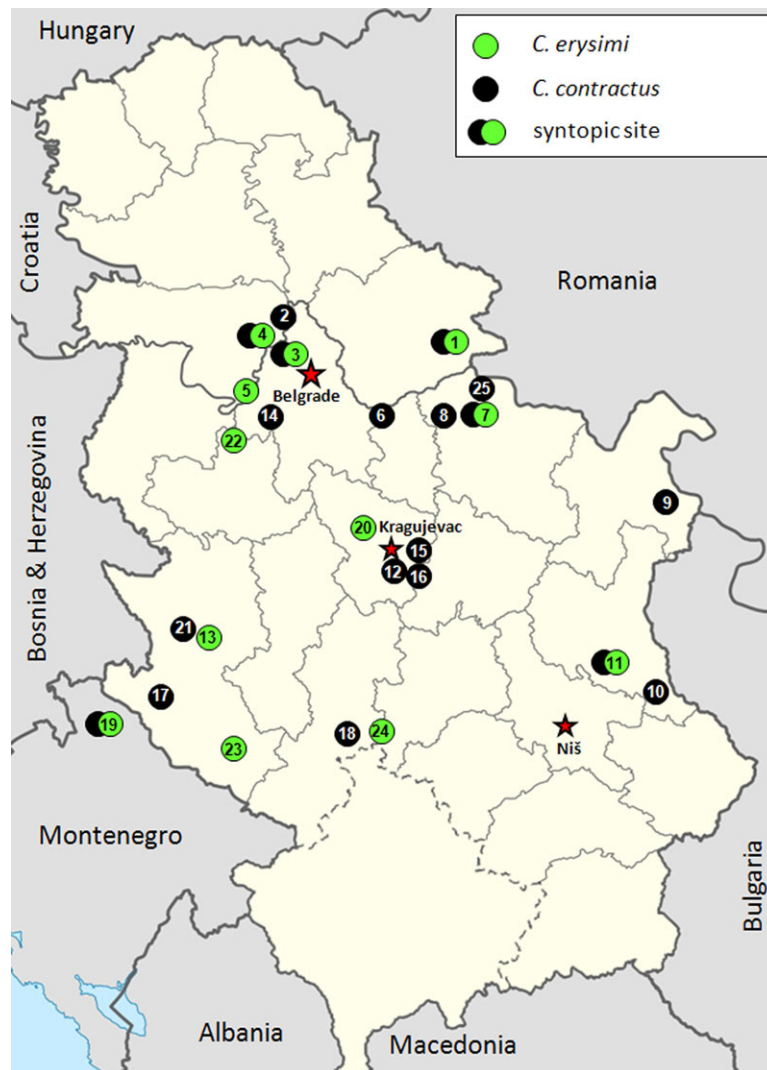 Hungary
C. erysimi
C. contractus
syntopic site
Croatia
Romania
2
4
1
3
Belgrade
25
5
14
6
8
7
22
Bosnia & Herzegovina
9
20
Kragujevac
15
12
16
21
13
11
17
10
19
18
24
23
Niš
Montenegro
Bulgaria
Albania
Macedonia